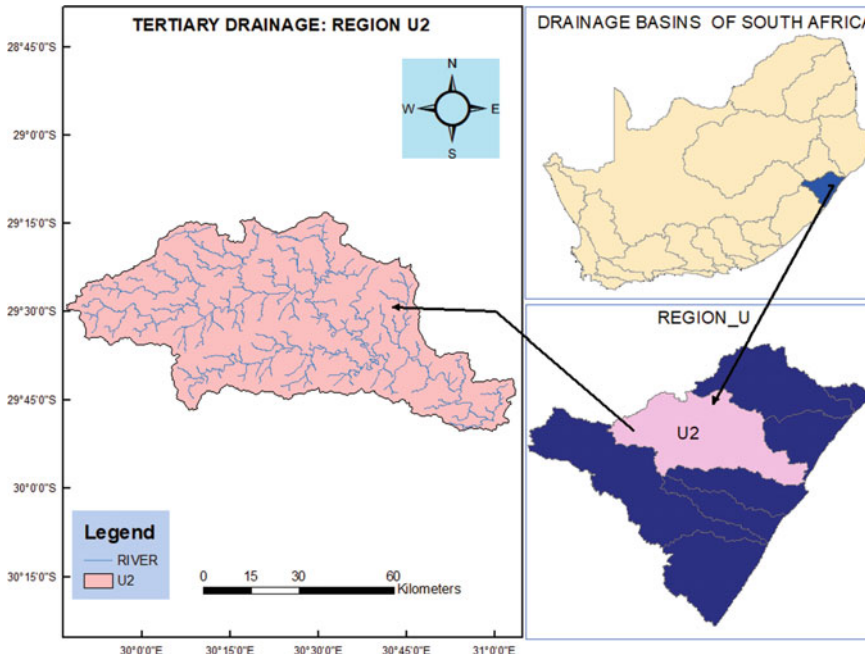 TERTIARY DRAINAGE: REGION U2
N
W E
S
28°45'0"S
29°0'0"S
29°15'0"S
29°30'0"S
29°45'0"S
30°0'0"S
30°15'0"S
Legend
RIVER
U2
0 15 30 60
Kilometers
30°0'0"E 30°15'0"E 30°30'0"E 30°45'0"E 31°0'0"E
DRAINAGE BASINS OF SOUTH AFRICA
REGION_U
U2